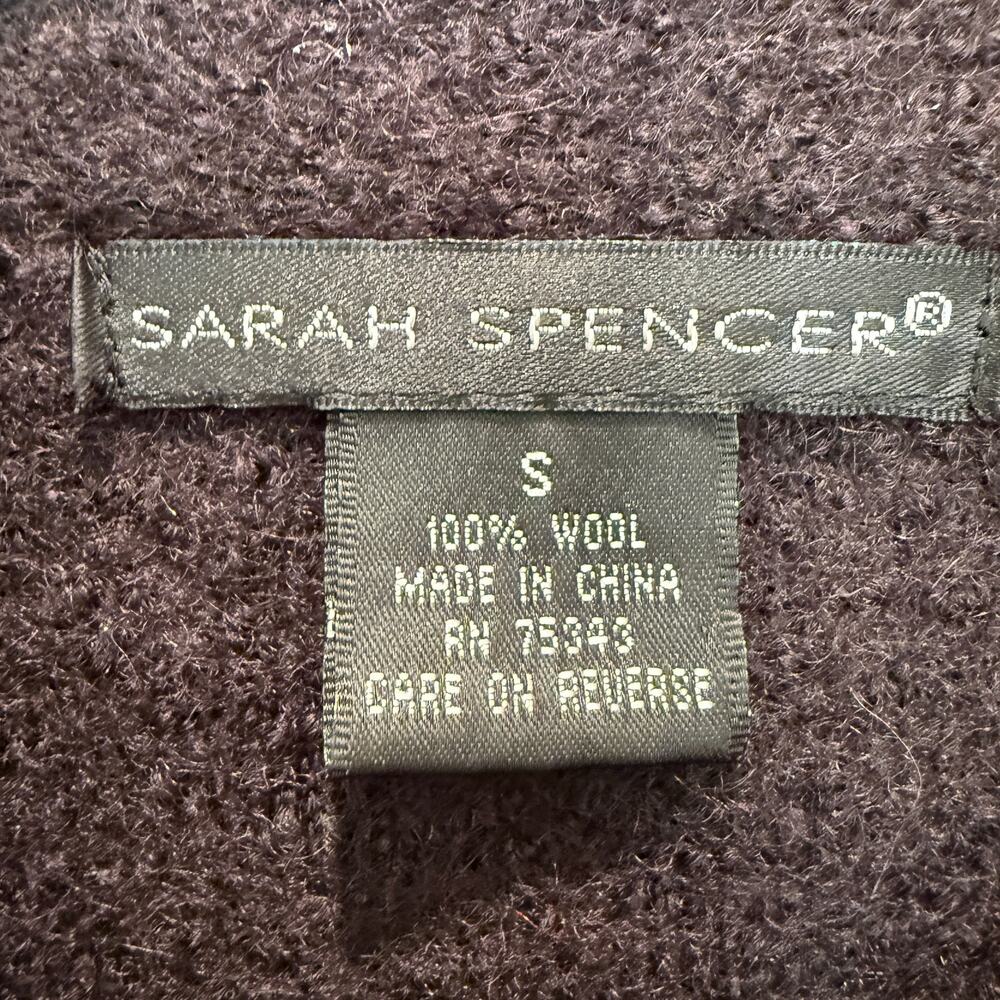 SARAH SPENCER®
S
100% WOOL
MADE IN CHINA
RN 75343
CARE ON REVERSE